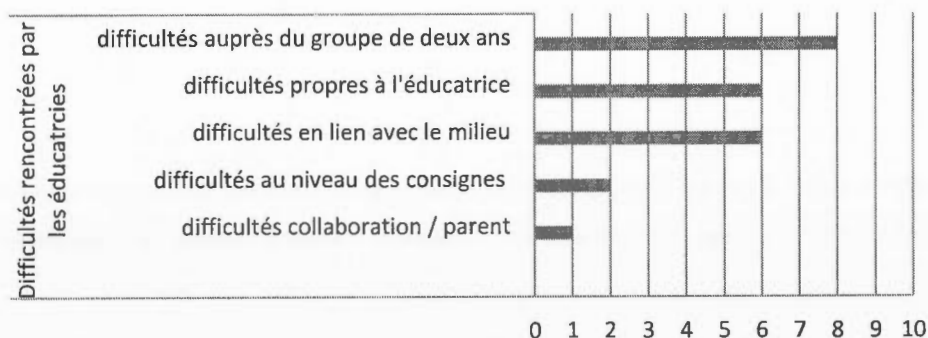 Difficultés rencontrées par
les éducatrcies
difficultés auprès du groupe de deux ans
difficultés propres à l'éducatrice
difficultés en lien avec le milieu
difficultés au niveau des consignes
difficultés collaboration / parent
0 1 2 3 4 5 6 7 8 9 10